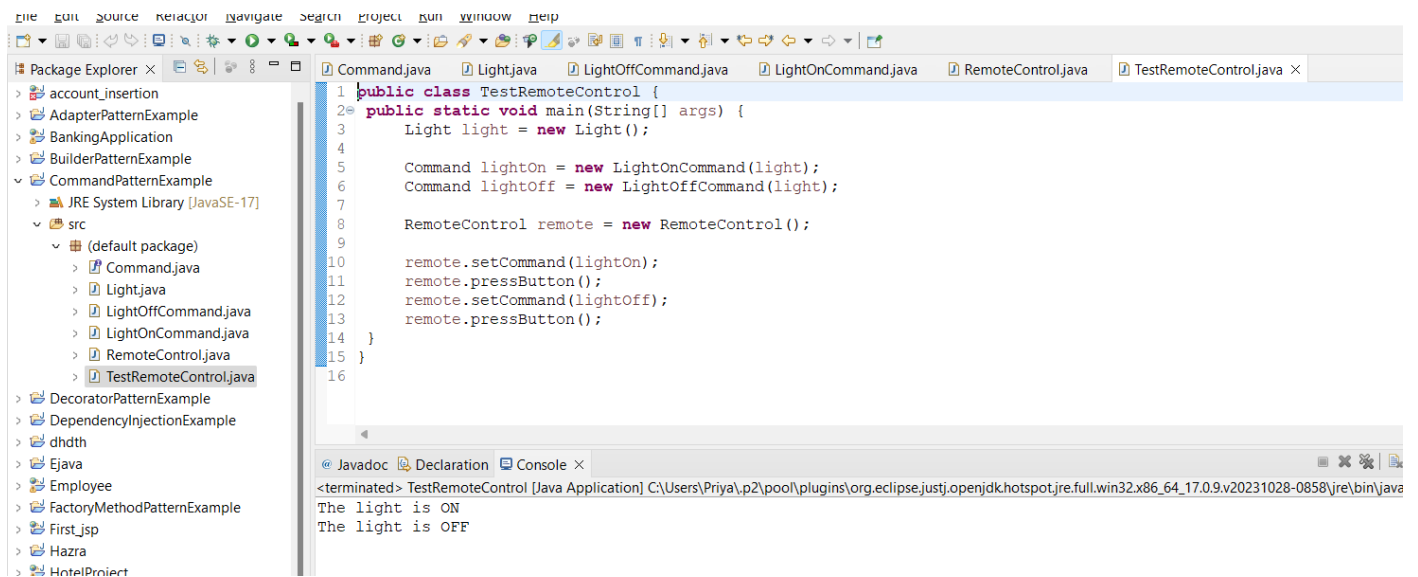 File Edit Source Refactor Navigate Search Project Run Window Help
Package Explorer
account_insertion
AdapterPatternExample
BankingApplication
BuilderPatternExample
CommandPatternExample
JRE System Library [JavaSE-17]
src
(default package)
Command.java
Light.java
LightOffCommand.java
LightOnCommand.java
RemoteControl.java
TestRemoteControl.java
DecoratorPatternExample
DependencyInjectionExample
dhdth
Ejava
Employee
FactoryMethodPatternExample
First_jsp
Hazra
HotelProject
Command.java Light.java LightOffCommand.java LightOnCommand.java RemoteControl.java TestRemoteControl.java
1 public class TestRemoteControl {
2 public static void main(String[] args) {
3 Light light = new Light();
4
5 Command lightOn = new LightOnCommand(light);
6 Command lightOff = new LightOffCommand(light);
7
8 RemoteControl remote = new RemoteControl();
9
10 remote.setCommand(lightOn);
11 remote.pressButton();
12 remote.setCommand(lightOff);
13 remote.pressButton();
14 }
15 }
16
@ Javadoc Declaration Console
<terminated> TestRemoteControl [Java Application] C:\Users\Priya\.p2\pool\plugins\org.eclipse.justj.openjdk.hotspot.jre.full.win32.x86_64_17.0.9.v20231028-0858\jre\bin\java
The light is ON
The light is OFF